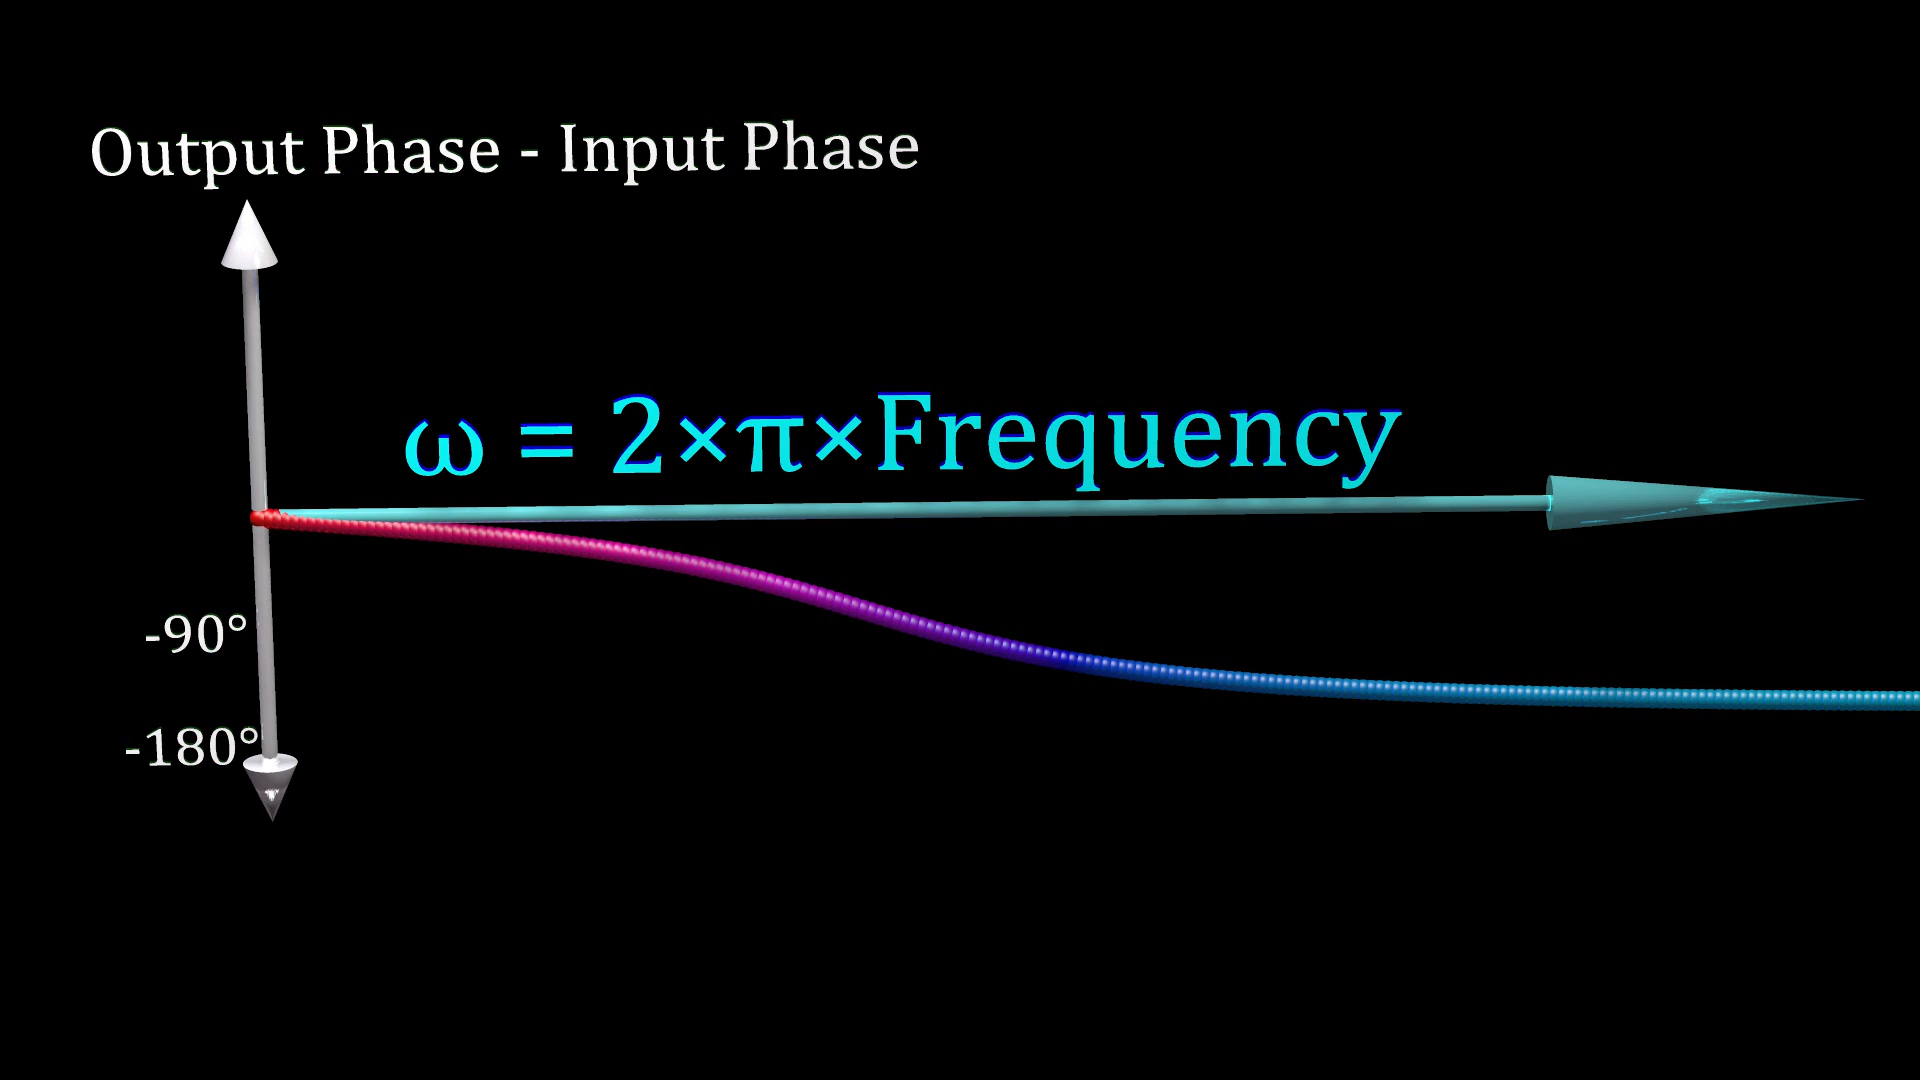 Output Phase - Input Phase
ω = 2×π×Frequency
-90°
-180°